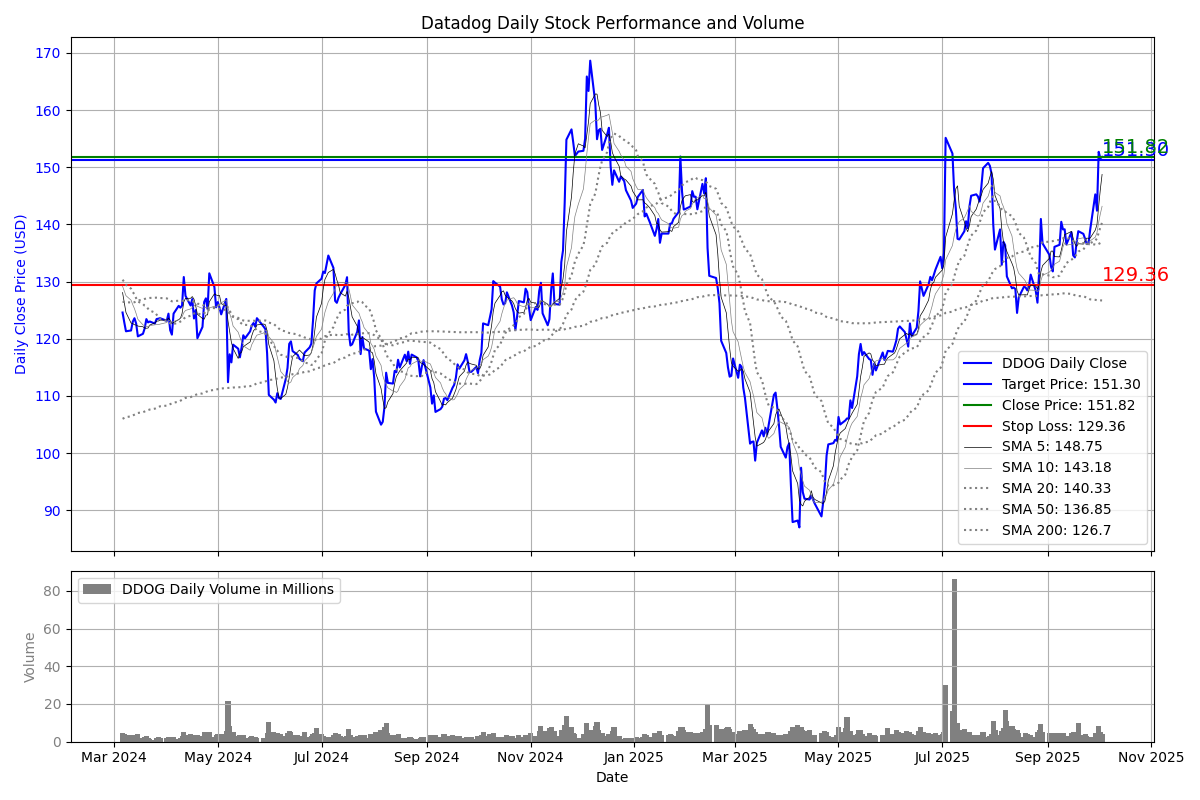 Datadog Daily Stock Performance and Volume
Daily Close Price (USD)
170
160
150
140
130
120
110
100
90
151.82
151.30
129.36
DDOG Daily Close
Target Price: 151.30
Close Price: 151.82
Stop Loss: 129.36
SMA 5: 148.75
SMA 10: 143.18
SMA 20: 140.33
SMA 50: 136.85
SMA 200: 126.7
Volume
80
60
40
20
0
DDOG Daily Volume in Millions
Mar 2024
May 2024
Jul 2024
Sep 2024
Nov 2024
Jan 2025
Mar 2025
May 2025
Jul 2025
Sep 2025
Nov 2025
Date